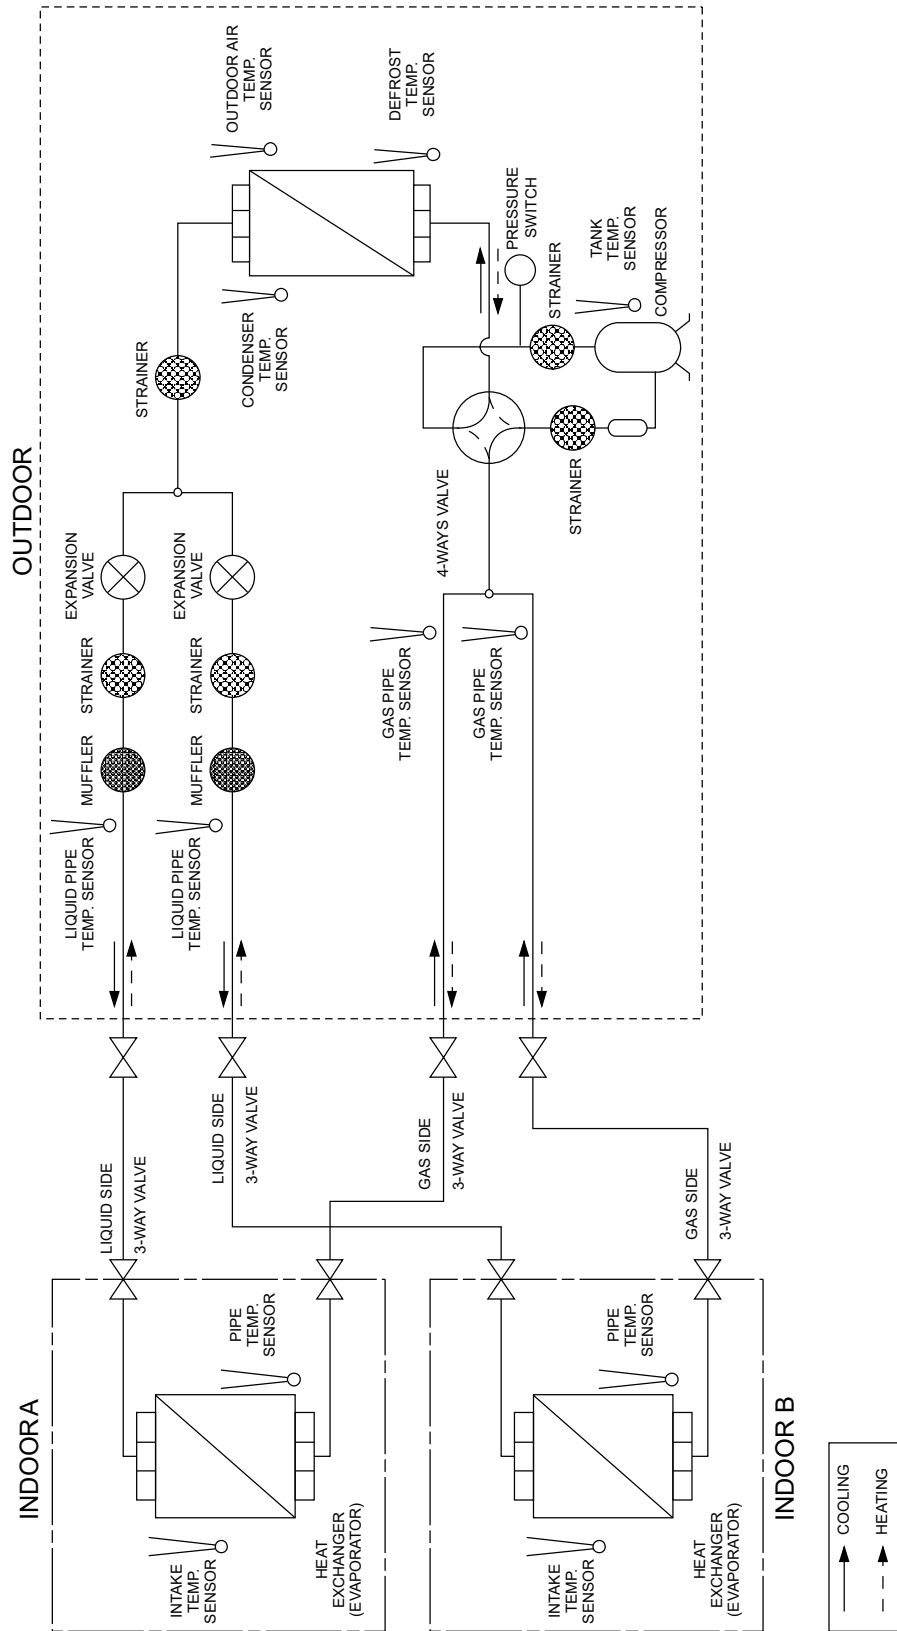 OUTDOOR
OUTDOOR AIR
TEMP.
SENSOR
DEFROST
TEMP.
SENSOR
CONDENSER
TEMP.
SENSOR
PRESSURE
SWITCH
TANK
TEMP.
SENSOR
COMPRESSOR
STRAINER
STRAINER
STRAINER
4-WAYS VALVE
EXPANSION
VALVE
EXPANSION
VALVE
STRAINER
STRAINER
MUFFLER
MUFFLER
LIQUID PIPE
TEMP. SENSOR
LIQUID PIPE
TEMP. SENSOR
GAS PIPE
TEMP. SENSOR
GAS PIPE
TEMP. SENSOR
LIQUID SIDE
3-WAY VALVE
LIQUID SIDE
3-WAY VALVE
GAS SIDE
3-WAY VALVE
GAS SIDE
3-WAY VALVE
INDOOR A
PIPE
TEMP.
SENSOR
INTAKE
TEMP.
SENSOR
HEAT
EXCHANGER
(EVAPORATOR)
INDOOR B
PIPE
TEMP.
SENSOR
INTAKE
TEMP.
SENSOR
HEAT
EXCHANGER
(EVAPORATOR)
COOLING
HEATING